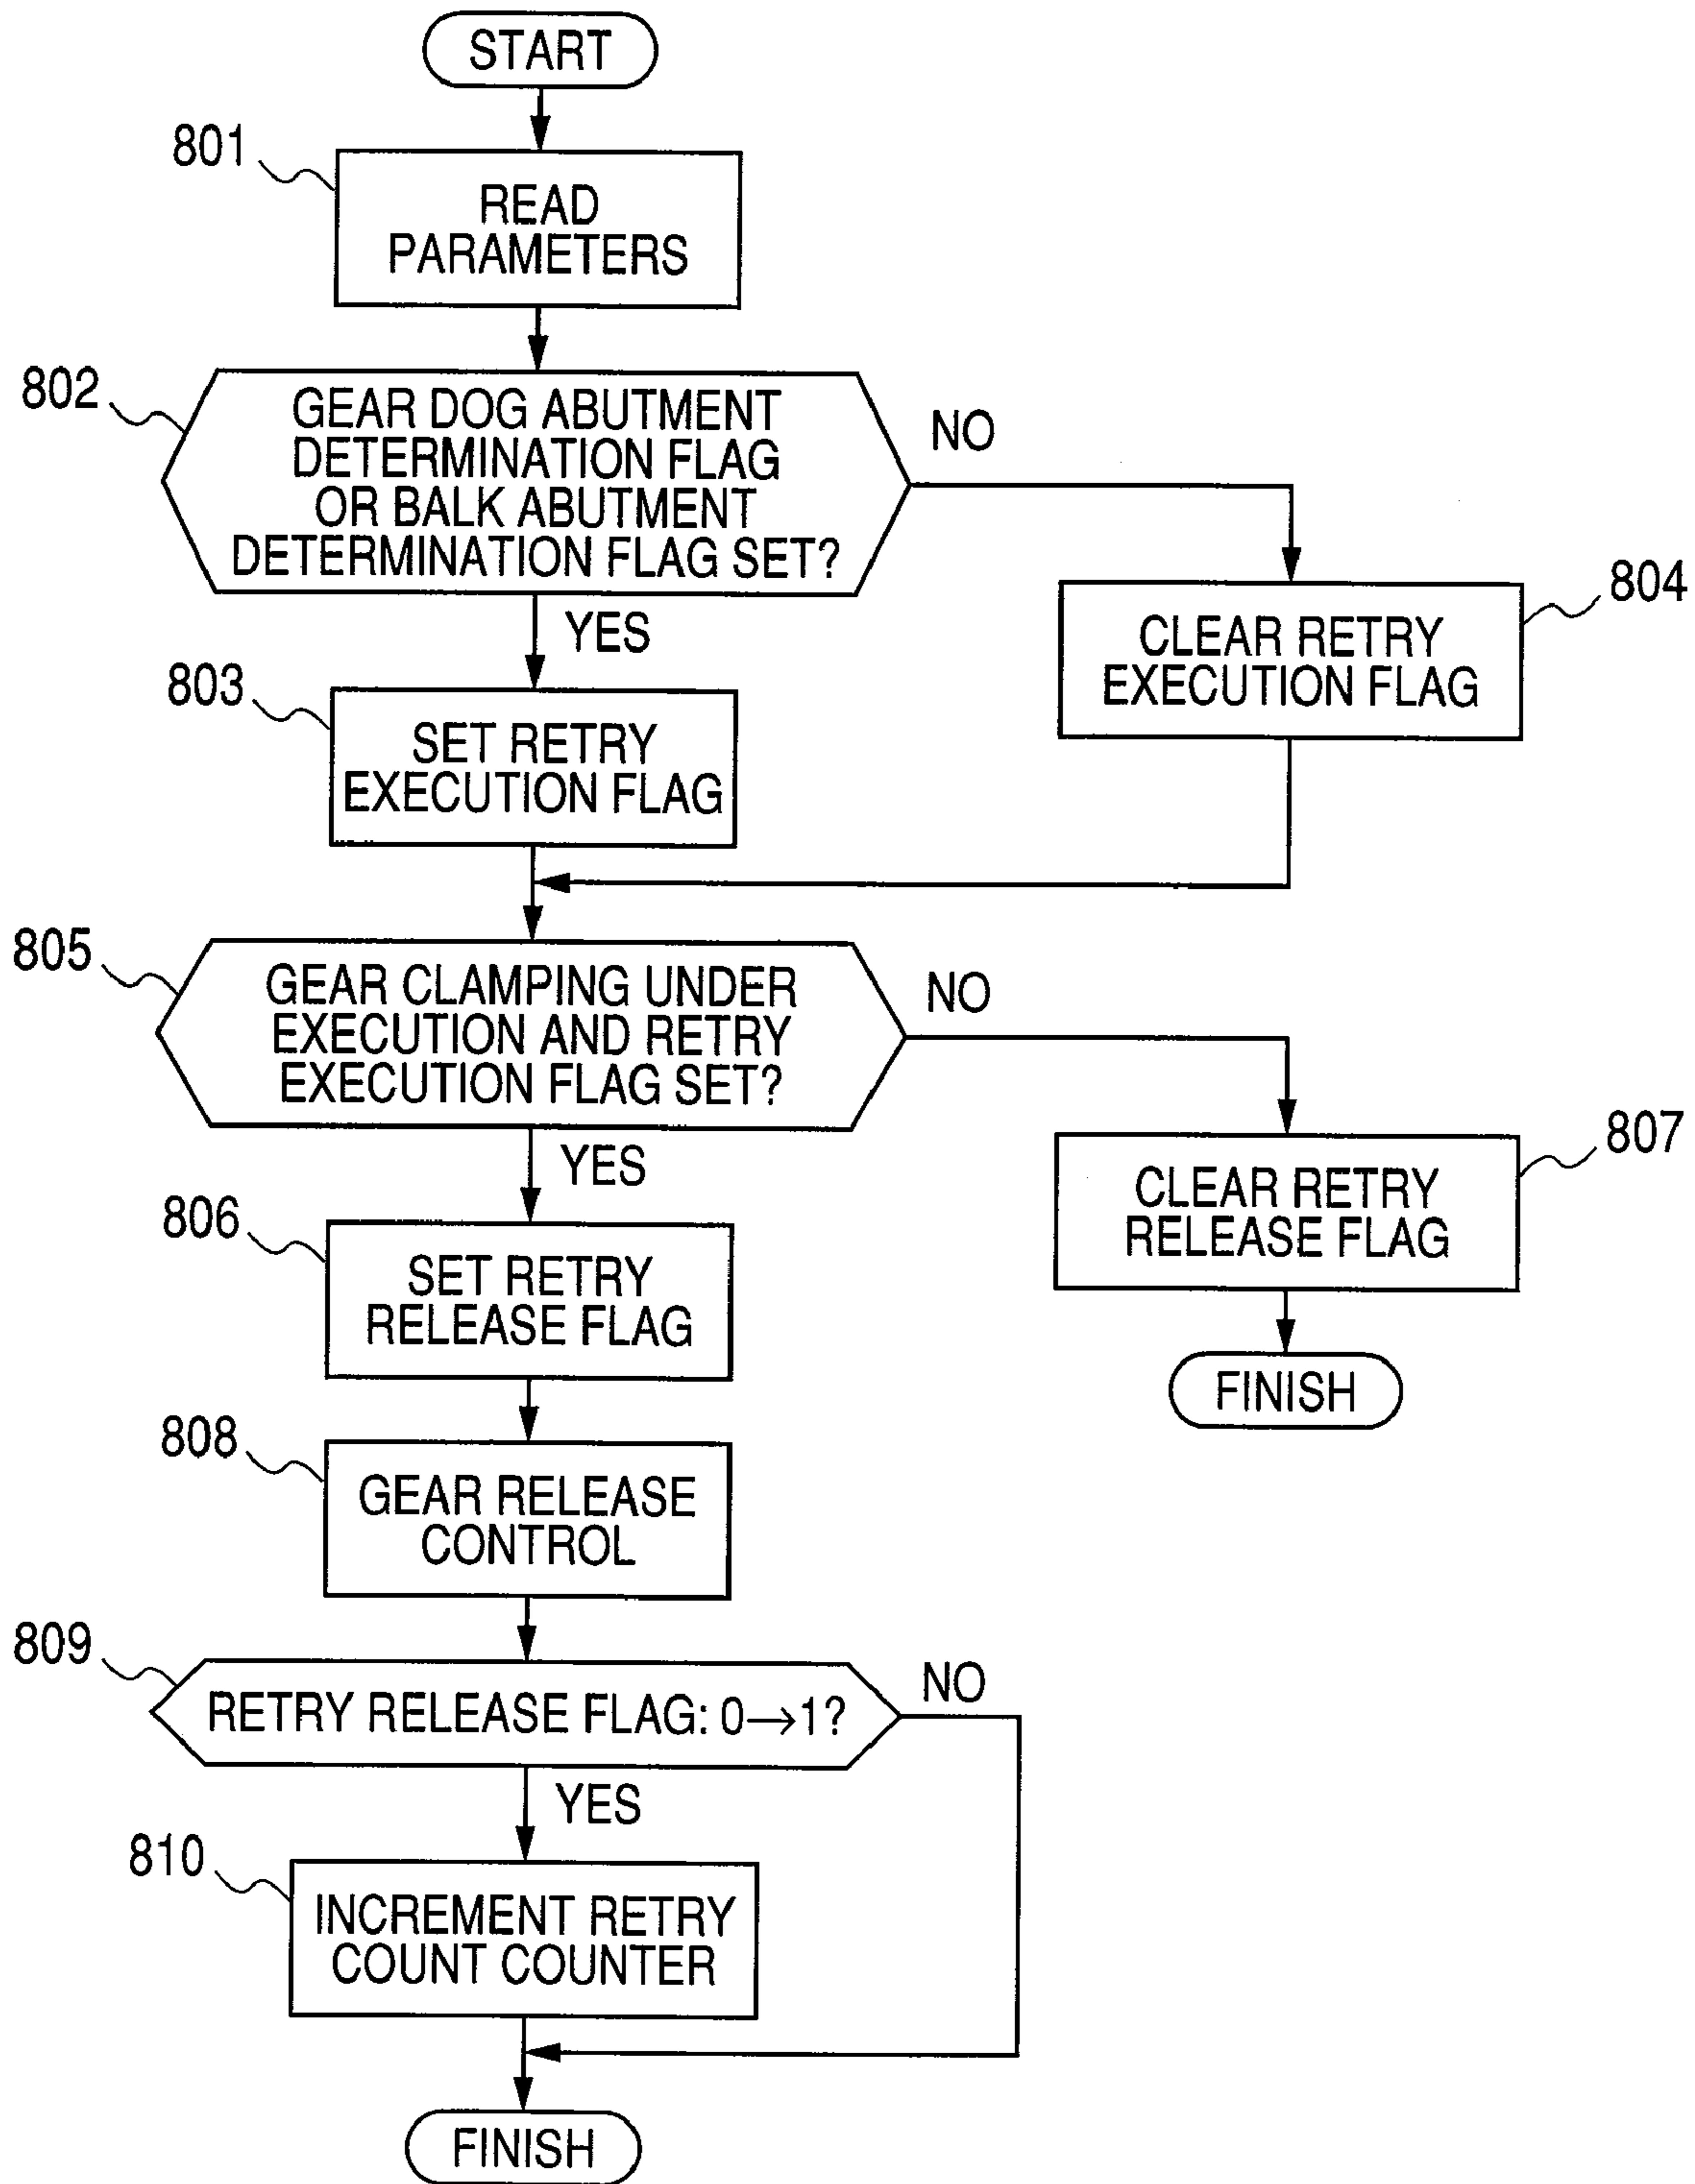 START
801
READ
PARAMETERS
802
GEAR DOG ABUTMENT
DETERMINATION FLAG
OR BALK ABUTMENT
DETERMINATION FLAG SET?
NO
YES
804
CLEAR RETRY
EXECUTION FLAG
803
SET RETRY
EXECUTION FLAG
805
GEAR CLAMPING UNDER
EXECUTION AND RETRY
EXECUTION FLAG SET?
NO
YES
807
CLEAR RETRY
RELEASE FLAG
FINISH
806
SET RETRY
RELEASE FLAG
808
GEAR RELEASE
CONTROL
809
RETRY RELEASE FLAG: 0→1?
NO
YES
810
INCREMENT RETRY
COUNT COUNTER
FINISH